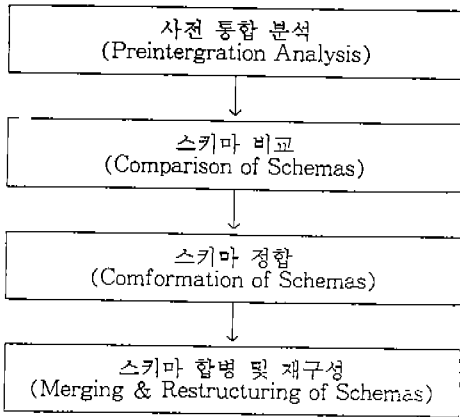 사전 통합 분석
(Preintergration Analysis)
스키마 비교
(Comparison of Schemas)
스키마 정합
(Comformation of Schemas)
스키마 합병 및 재구성
(Merging & Restructuring of Schemas)